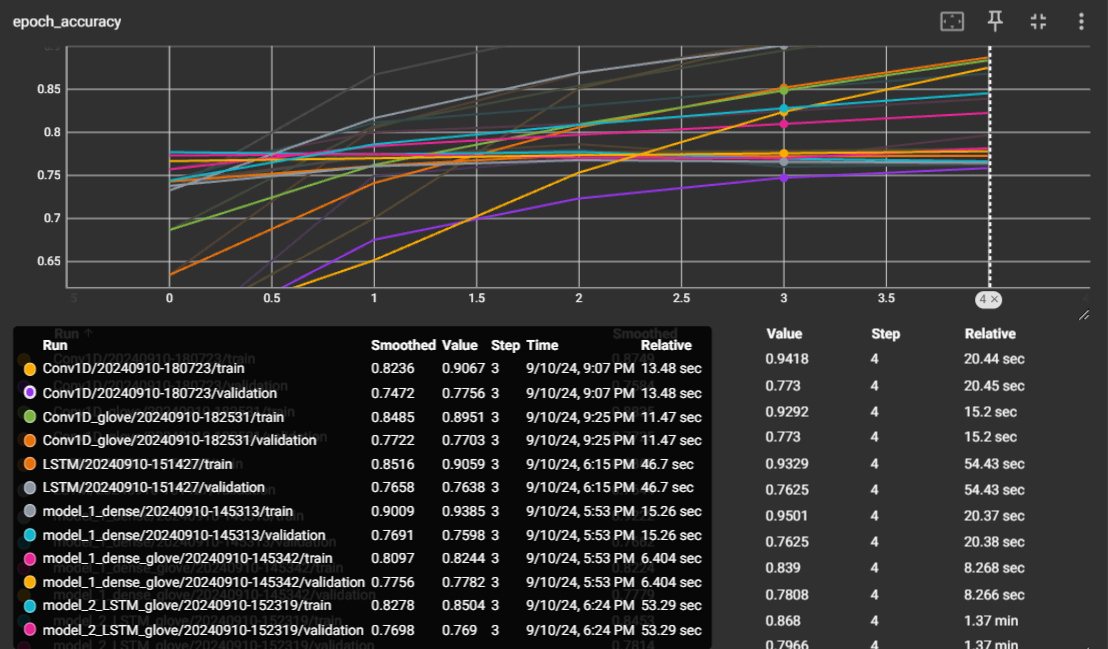 epoch_accuracy
0.85
0.8
0.75
0.7
0.65
0 0.5 1 1.5 2 2.5 3 3.5 4 ×
Run ↑ Smoothed Value Step Relative
Run Smoothed Value Step Time Relative
Conv1D/20240910-180723/train 0.8236 0.9067 3 9/10/24, 9:07 PM 13.48 sec
Conv1D/20240910-180723/validation 0.7472 0.7756 3 9/10/24, 9:07 PM 13.48 sec
Conv1D_glove/20240910-182531/train 0.8485 0.8951 3 9/10/24, 9:25 PM 11.47 sec
Conv1D_glove/20240910-182531/validation 0.7722 0.7703 3 9/10/24, 9:25 PM 11.47 sec
LSTM/20240910-151427/train 0.8516 0.9059 3 9/10/24, 6:15 PM 46.7 sec
LSTM/20240910-151427/validation 0.7658 0.7638 3 9/10/24, 6:15 PM 46.7 sec
model_1_dense/20240910-145313/train 0.9009 0.9385 3 9/10/24, 5:53 PM 15.26 sec
model_1_dense/20240910-145313/validation 0.7691 0.7598 3 9/10/24, 5:53 PM 15.26 sec
model_1_dense_glove/20240910-145342/train 0.8097 0.8244 3 9/10/24, 5:53 PM 6.404 sec
model_1_dense_glove/20240910-145342/validation 0.7756 0.7782 3 9/10/24, 5:53 PM 6.404 sec
model_2_LSTM_glove/20240910-152319/train 0.8278 0.8504 3 9/10/24, 6:24 PM 53.29 sec
model_2_LSTM_glove/20240910-152319/validation 0.7698 0.769 3 9/10/24, 6:24 PM 53.29 sec
0.9418 4 20.44 sec
0.773 4 20.45 sec
0.9292 4 15.2 sec
0.773 4 15.2 sec
0.9329 4 54.43 sec
0.7625 4 54.43 sec
0.9501 4 20.37 sec
0.7625 4 20.38 sec
0.839 4 8.268 sec
0.7808 4 8.266 sec
0.868 4 1.37 min
0.7966 4 1.37 min